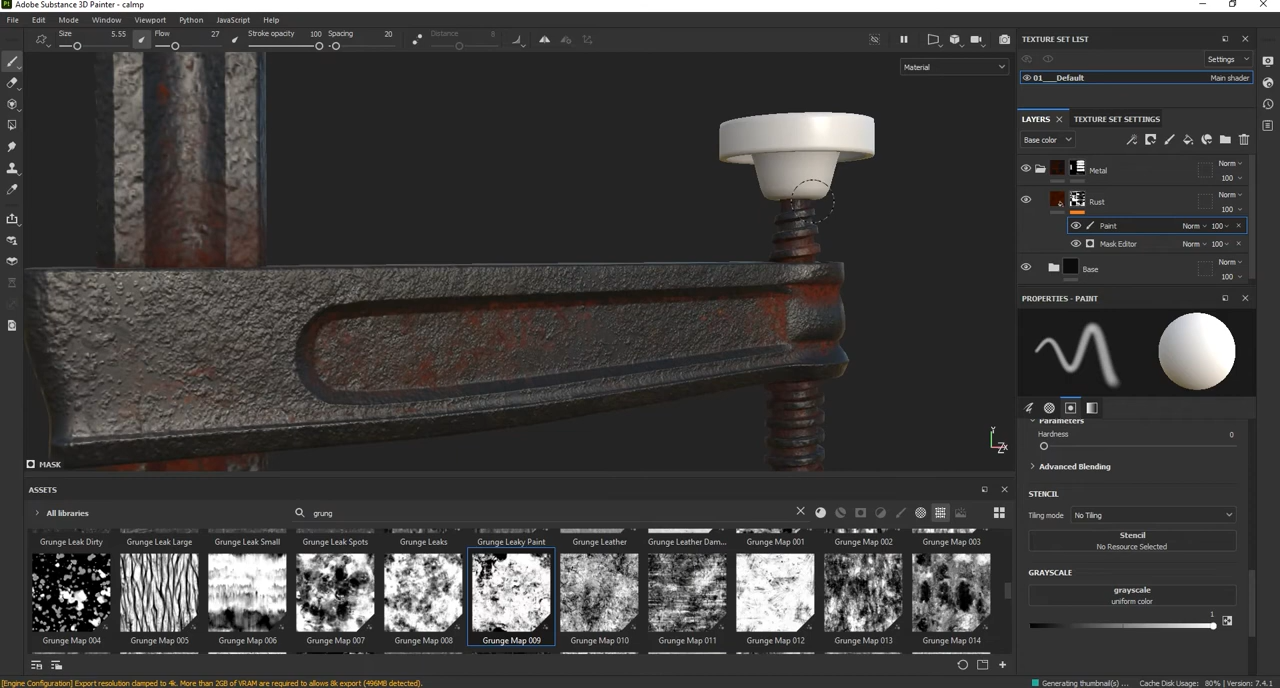 Adobe Substance 3D Painter - calmp
File Edit Mode Window Viewport Python JavaScript Help
Size 5.55 Flow 27 Stroke opacity 100 Spacing 20 Distance 8
Material
TEXTURE SET LIST
Settings
01___Default Main shader
LAYERS TEXTURE SET SETTINGS
Base color
Metal Norm 100
Rust Norm 100
Paint Norm 100
Mask Editor Norm 100
Base Norm 100
PROPERTIES - PAINT
Parameters
Hardness 0
Advanced Blending
STENCIL
Tiling mode No Tiling
Stencil
No Resource Selected
GRAYSCALE
grayscale
uniform color
1
Y
Z
MASK
ASSETS
All libraries grung
Grunge Leak Dirty Grunge Leak Large Grunge Leak Small Grunge Leak Spots Grunge Leaks Grunge Leaky Paint Grunge Leather Grunge Leather Dam... Grunge Map 001 Grunge Map 002 Grunge Map 003
Grunge Map 004 Grunge Map 005 Grunge Map 006 Grunge Map 007 Grunge Map 008 Grunge Map 009 Grunge Map 010 Grunge Map 011 Grunge Map 012 Grunge Map 013 Grunge Map 014
[Engine Configuration] Export resolution clamped to 4k. More than 2GB of VRAM are required to allows 8k export (496MB detected).
Generating thumbnail(s) ... Cache Disk Usage: 80% | Version: 7.4.1